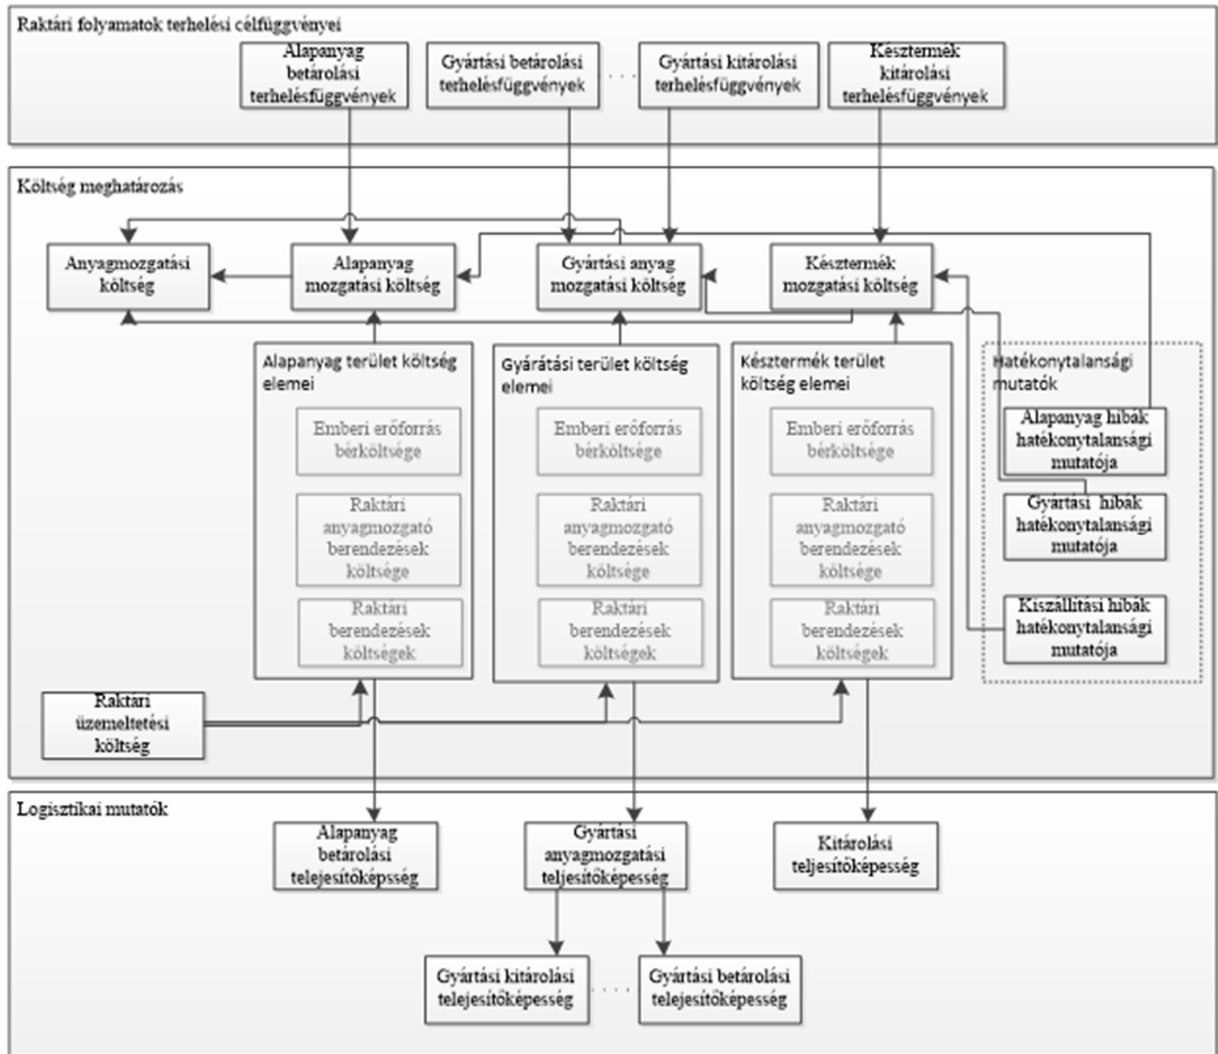 Raktári folyamatok terhelési célfüggvényei
Alapanyag
betárolási
terhelésfüggvények
Gyártási betárolási
terhelésfüggvények
Gyártási kitárolási
terhelésfüggvények
Késztermék
kitárolási
terhelésfüggvények
Költség meghatározás
Anyagmozgatási
költség
Alapanyag
mozgatási költség
Gyártási anyag
mozgatási költség
Késztermék
mozgatási költség
Alapanyag terület költség
elemei
Emberi erőforrás
bérköltsége
Raktári
anyagmozgató
berendezések
költsége
Raktári
berendezések
költségek
Gyárátási terület költség
elemei
Emberi erőforrás
bérköltsége
Raktári
anyagmozgató
berendezések
költsége
Raktári
berendezések
költségek
Késztermék terület
költség elemei
Emberi erőforrás
bérköltsége
Raktári
anyagmozgató
berendezések
költsége
Raktári
berendezések
költségek
Hatékonytalansági
mutatók
Alapanyag hibák
hatékonytalansági
mutatója
Gyártási hibák
hatékonytalansági
mutatója
Kiszállítási hibák
hatékonytalansági
mutatója
Raktári
üzemeltetési
költség
Logisztikai mutatók
Alapanyag
betárolási
telejesítőképsség
Gyártási
anyagmozgatási
teljesítőképesség
Kitárolási
teljesítőképesség
Gyártási kitárolási
telejesítőképesség
Gyártási betárolási
telejesítőképesség